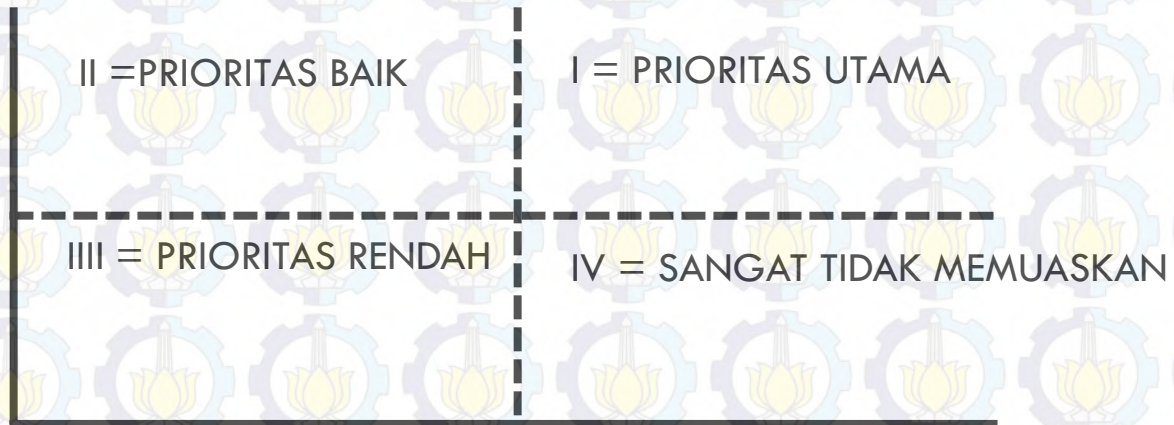 II =PRIORITAS BAIK
I = PRIORITAS UTAMA
IIII = PRIORITAS RENDAH
IV = SANGAT TIDAK MEMUASKAN